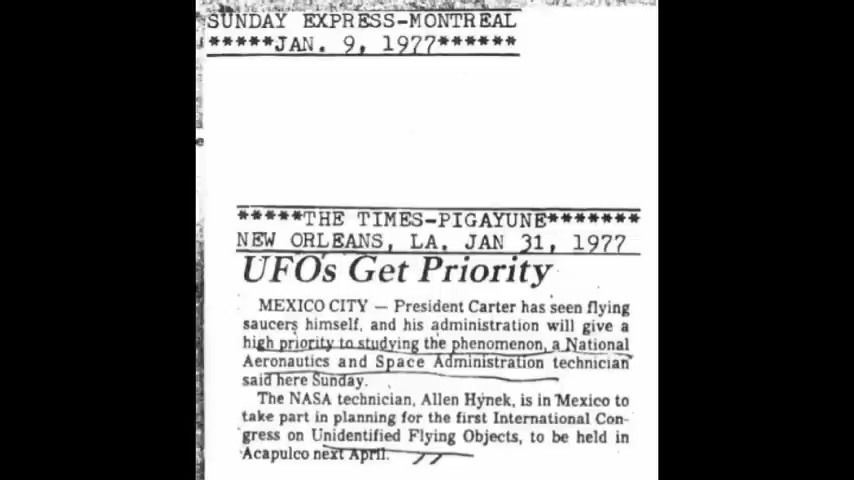 SUNDAY EXPRESS-MONTREAL
*****JAN. 9, 1977******
*****THE TIMES-PIGAYUNE*******
NEW ORLEANS, LA. JAN 31, 1977
UFO's Get Priority
MEXICO CITY — President Carter has seen flying
saucers himself, and his administration will give a
high priority to studying the phenomenon, a National
Aeronautics and Space Administration technician
said here Sunday.
The NASA technician, Allen Hynek, is in Mexico to
take part in planning for the first International Con-
gress on Unidentified Flying Objects, to be held in
Acapulco next April.